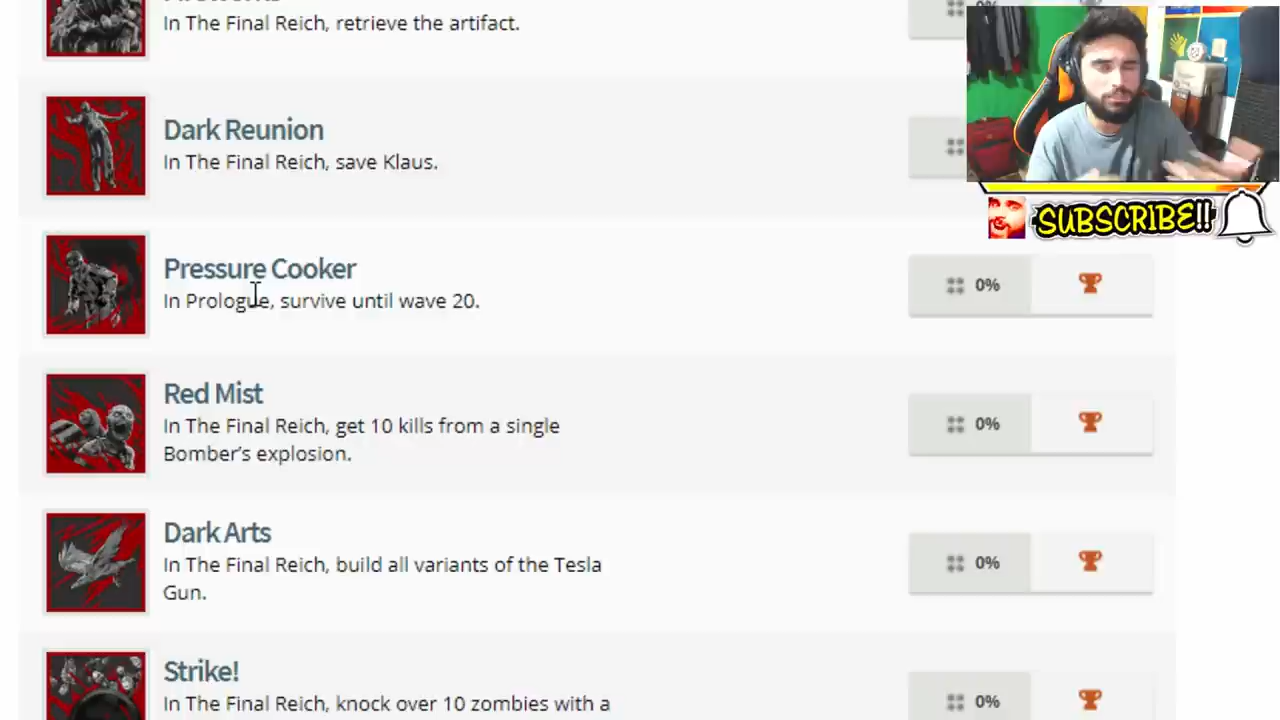 In The Final Reich, retrieve the artifact.
Dark Reunion
In The Final Reich, save Klaus.
SUBSCRIBE!!
Pressure Cooker
In Prologue, survive until wave 20.
0%
Red Mist
In The Final Reich, get 10 kills from a single
Bomber's explosion.
0%
Dark Arts
In The Final Reich, build all variants of the Tesla
Gun.
0%
Strike!
In The Final Reich, knock over 10 zombies with a
0%